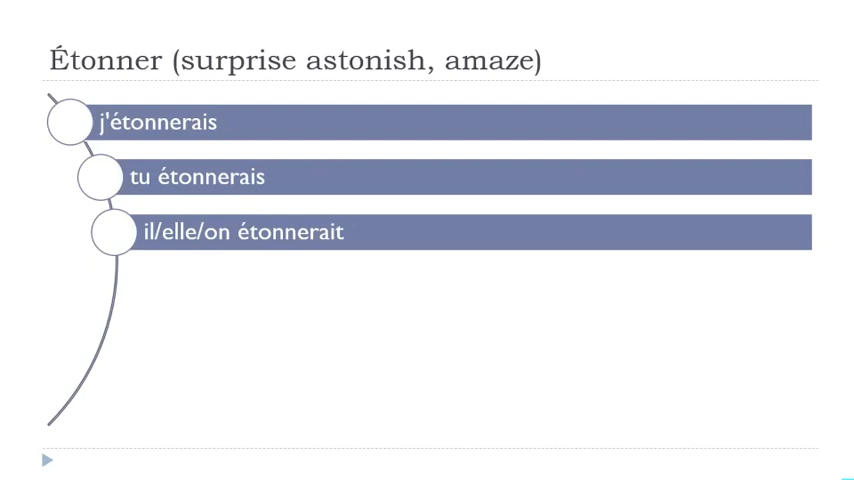 Étonner (surprise astonish, amaze)
j'étonnerais
tu étonnerais
il/elle/on étonnerait